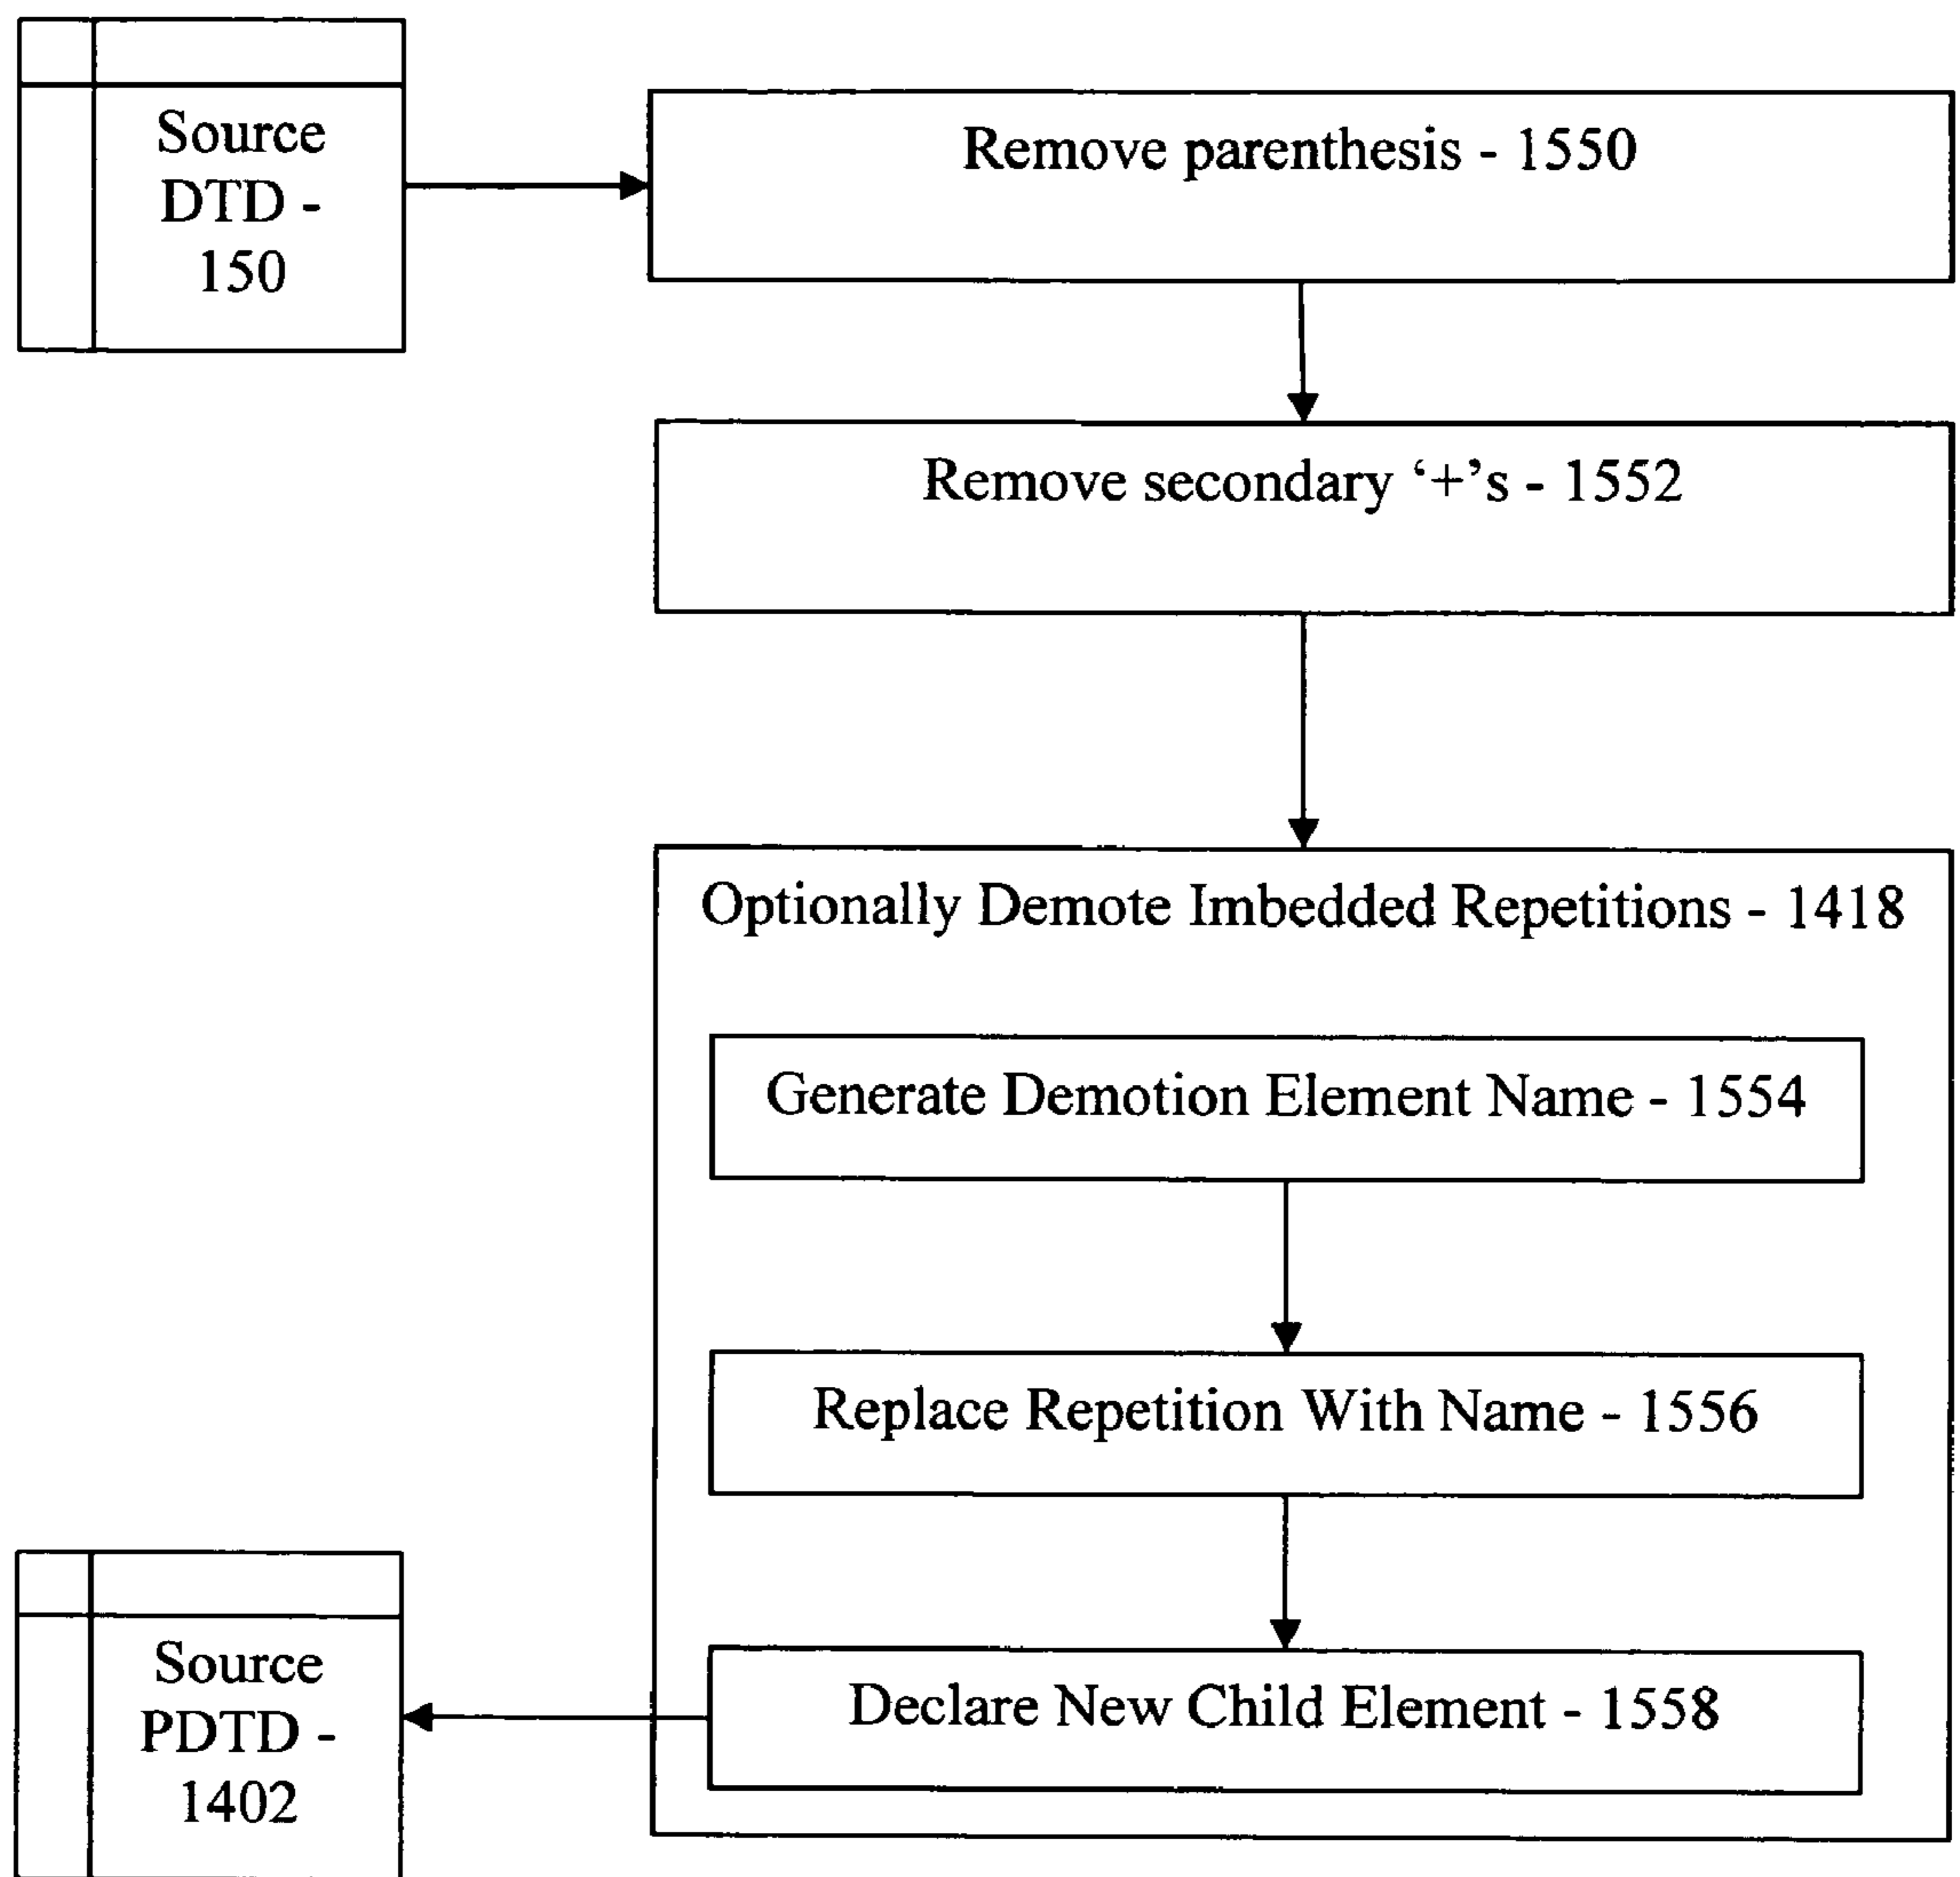 Source
DTD -
150
Remove parenthesis - 1550
Remove secondary ‘+’s - 1552
Optionally Demote Imbedded Repetitions - 1418
Generate Demotion Element Name - 1554
Replace Repetition With Name - 1556
Declare New Child Element - 1558
Source
PDTD -
1402